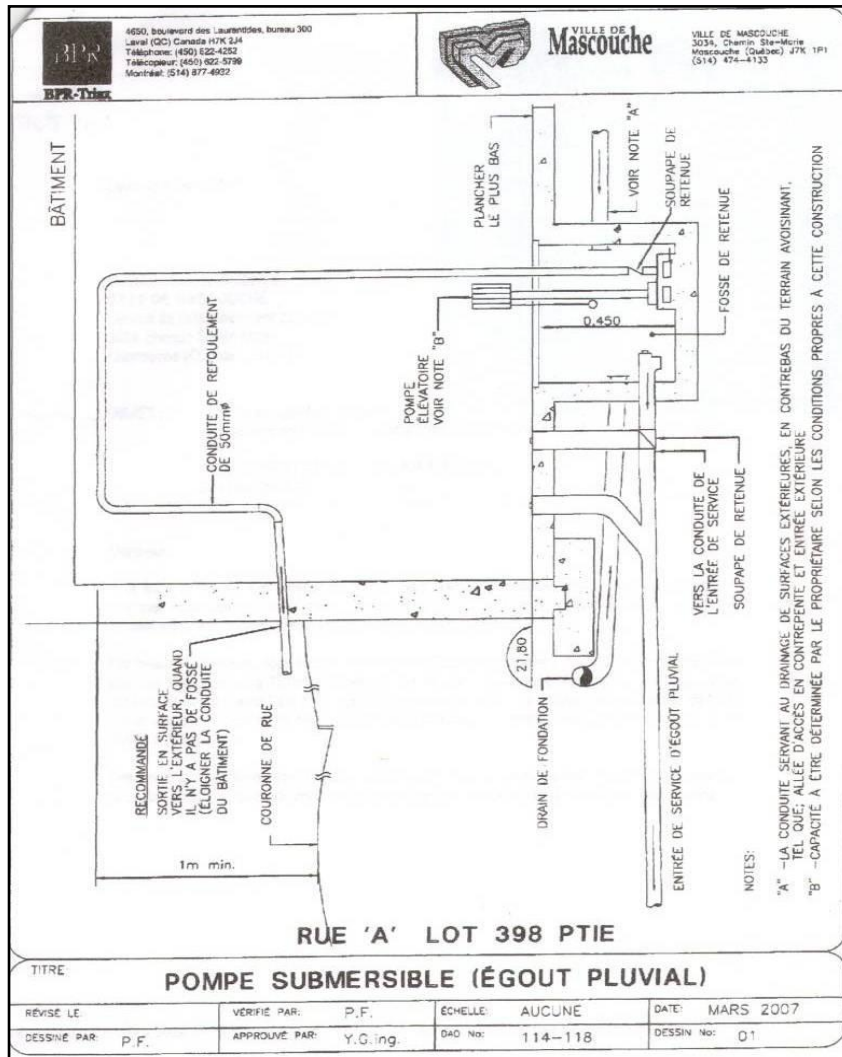 BPR
BPR-Triax
4650, boulevard des Laurentides, bureau 300
Laval (QC) Canada H7K 2J4
Téléphone: (450) 622-4252
Télécopieur: (450) 622-5799
Montréal: (514) 877-4932
VILLE DE
Mascouche
VILLE DE MASCOUCHE
3034, Chemin Ste-Marie
Mascouche (Québec) J7K 1P1
(514) 474-4133
BÂTIMENT
CONDUITE DE REFOULEMENT
DE 50mmø
PLANCHER
LE PLUS BAS
VOIR NOTE "A"
SOUPAPE DE
RETENUE
POMPE
ÉLÉVATOIRE
VOIR NOTE "B"
0.450
FOSSE DE RETENUE
RECOMMANDÉ
SORTIE EN SURFACE
VERS L'EXTÉRIEUR, QUAND
IL N'Y A PAS DE FOSSÉ
(ÉLOIGNER LA CONDUITE
DU BÂTIMENT)
COURONNE DE RUE
1m min.
21,80
DRAIN DE FONDATION
VERS LA CONDUITE DE
L'ENTRÉE DE SERVICE
SOUPAPE DE RETENUE
ENTRÉE DE SERVICE D'ÉGOÛT PLUVIAL
NOTES:
"A" -LA CONDUITE SERVANT AU DRAINAGE DE SURFACES EXTÉRIEURES, EN CONTREBAS DU TERRAIN AVOISINANT,
TEL QUE; ALLÉE D'ACCÈS EN CONTREPENTE ET ENTRÉE EXTÉRIEURE
"B" -CAPACITÉ À ÊTRE DÉTERMINÉE PAR LE PROPRIÉTAIRE SELON LES CONDITIONS PROPRES À CETTE CONSTRUCTION
RUE 'A' LOT 398 PTIE
TITRE
POMPE SUBMERSIBLE (ÉGOUT PLUVIAL)
RÉVISÉ LE:
VÉRIFIÉ PAR: P.F.
ÉCHELLE: AUCUNE
DATE: MARS 2007
DESSINÉ PAR: P.F.
APPROUVÉ PAR: Y.G.ing.
DAO No: 114-118
DESSIN No: 01